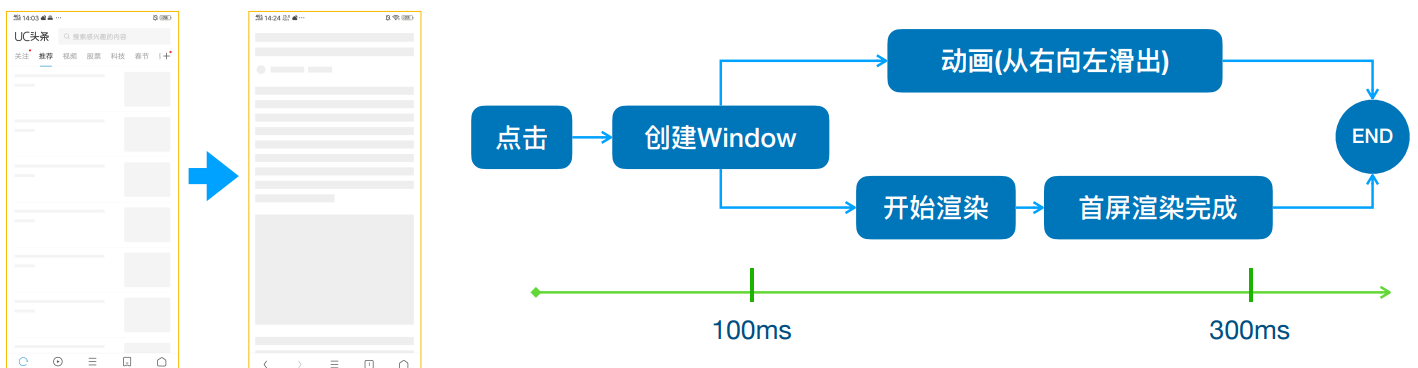 14:03
UC头条
搜索感兴趣的内容
关注 推荐 视频 股票 科技 春节
14:24
点击
创建Window
动画(从右向左滑出)
开始渲染
首屏渲染完成
END
100ms
300ms